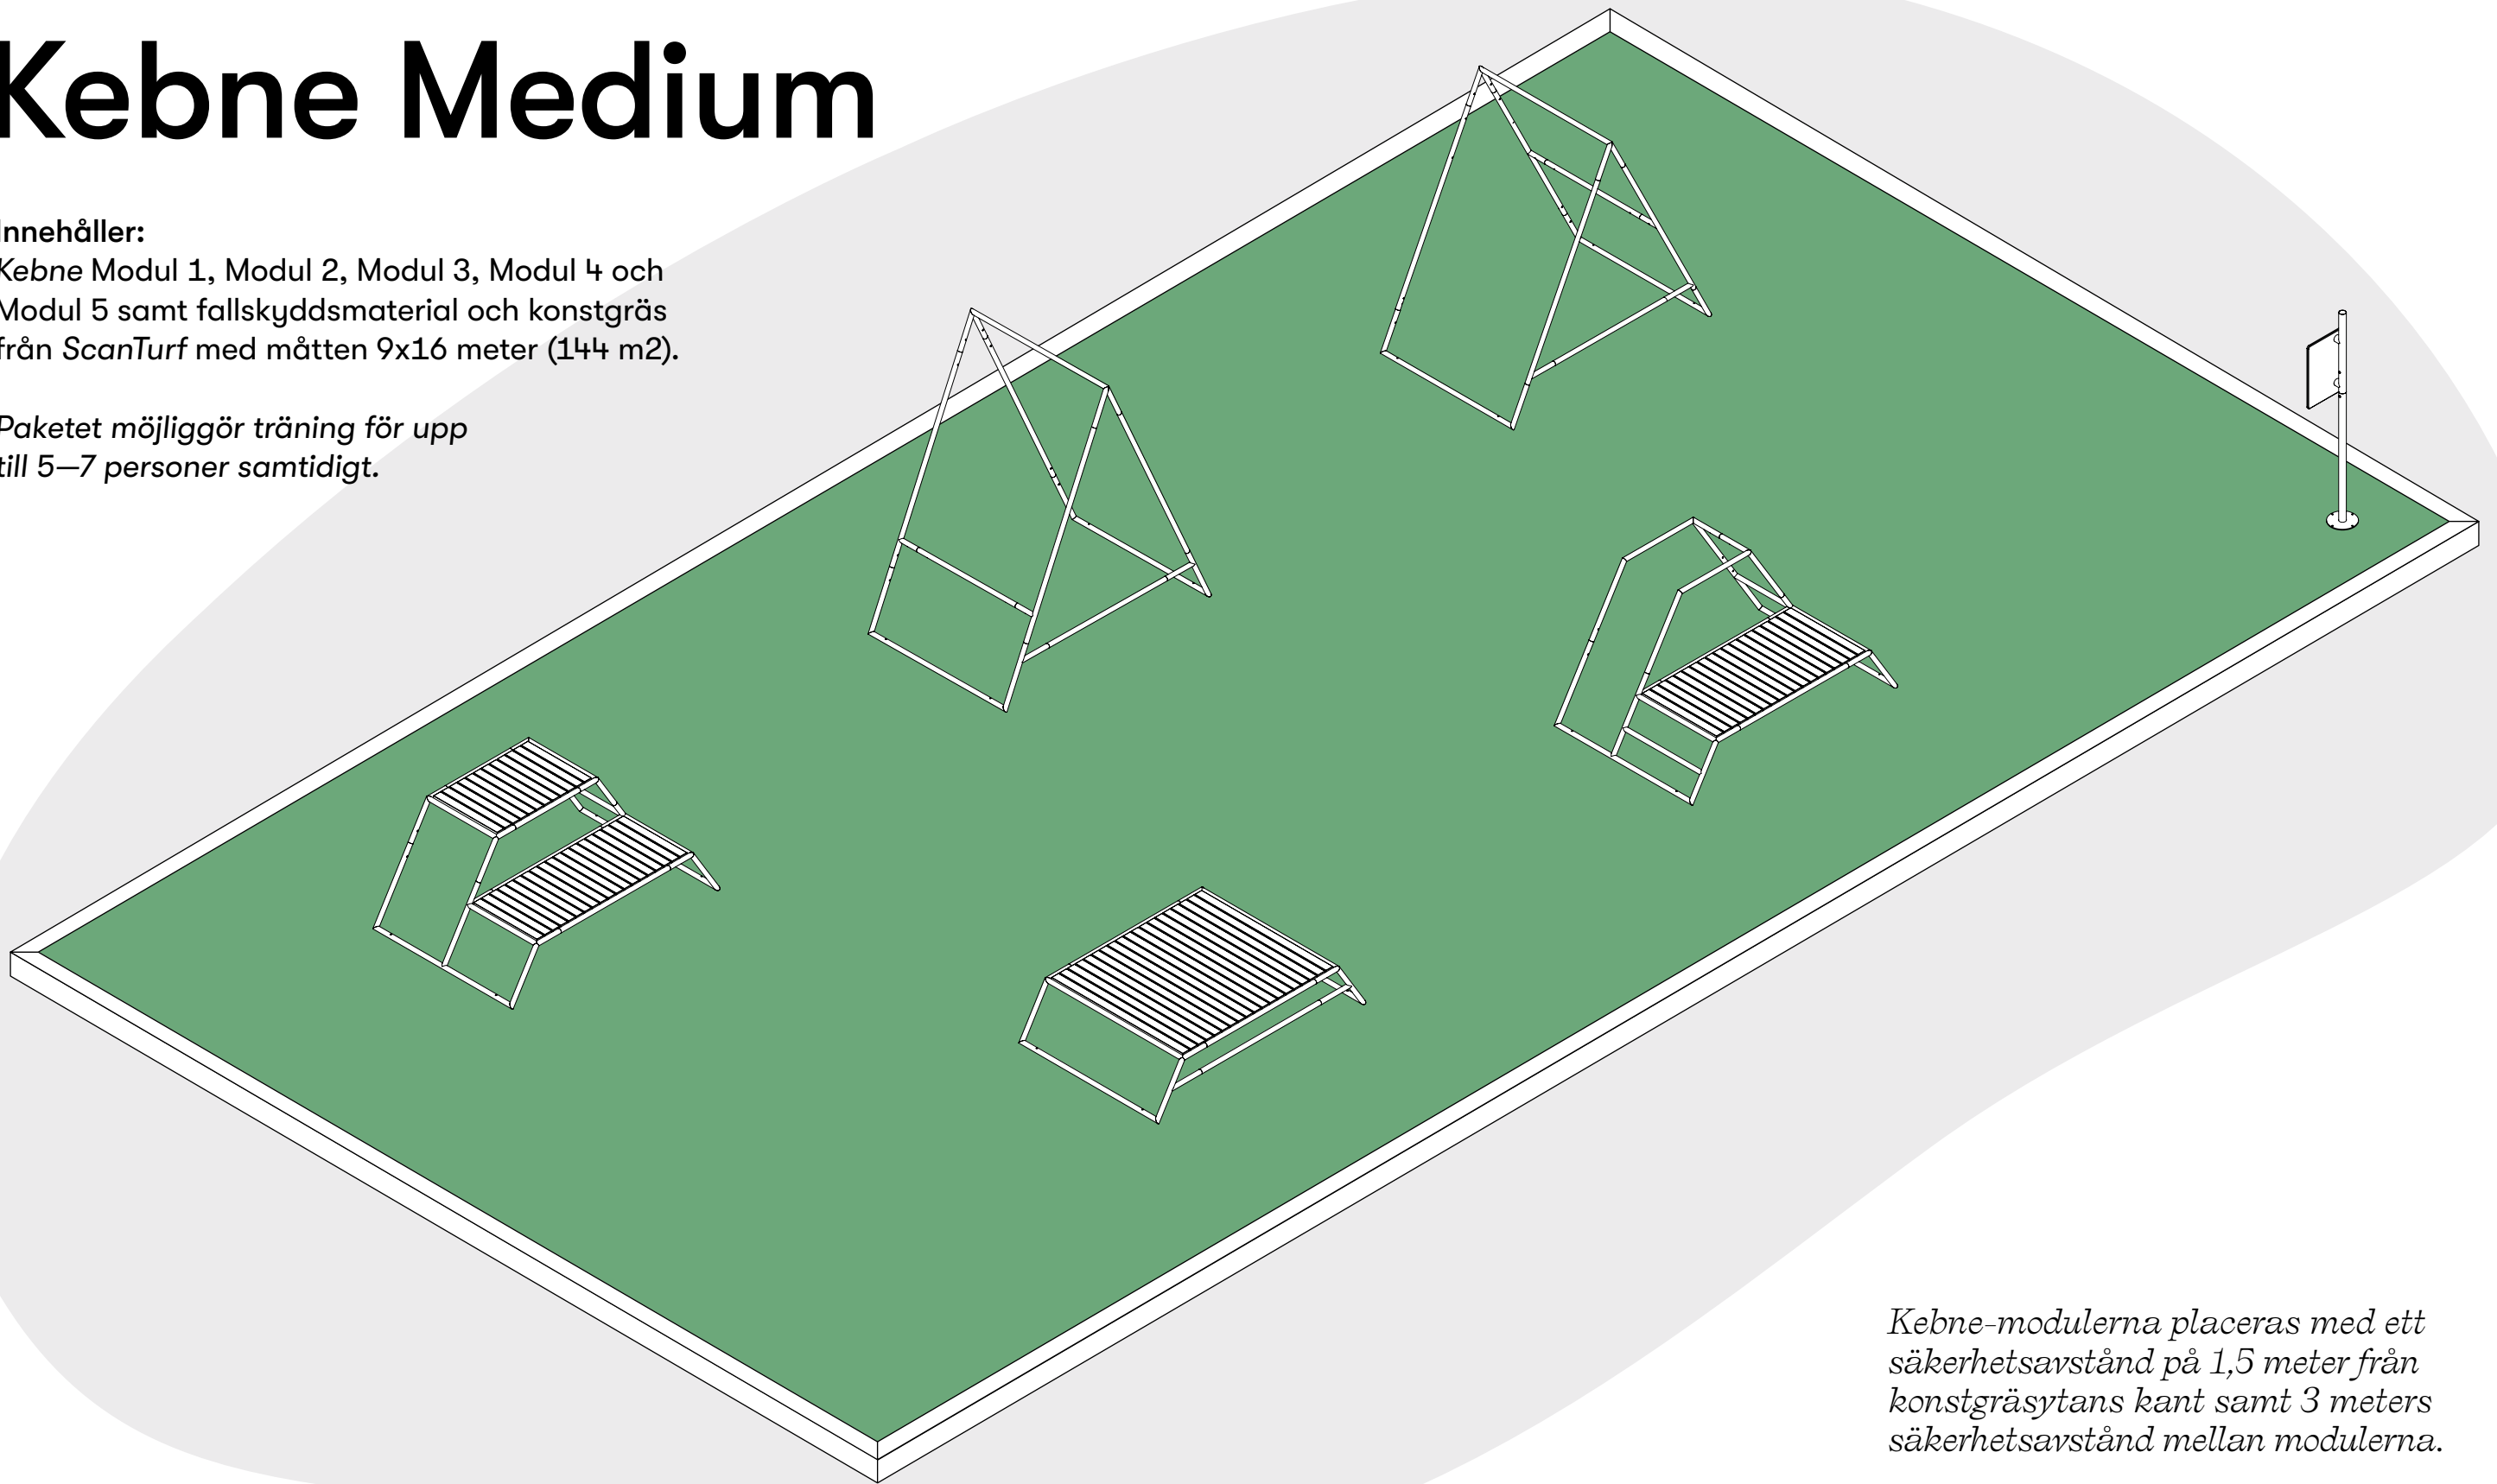 Kebne Medium
Innehåller:
Kebne Modul 1, Modul 2, Modul 3, Modul 4 och
Modul 5 samt fallskyddsmaterial och konstgräs
från ScanTurf med måtten 9x16 meter (144 m2).
Paketet möjliggör träning för upp
till 5—7 personer samtidigt.
Kebne-modulerna placeras med ett
säkerhetsavstånd på 1,5 meter från
konstgräsytans kant samt 3 meters
säkerhetsavstånd mellan modulerna.